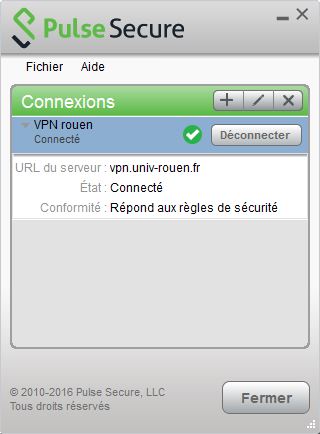 Pulse Secure
Fichier Aide
Connexions
VPN rouen
Connecté
Déconnecter
URL du serveur : vpn.univ-rouen.fr
État : Connecté
Conformité : Répond aux règles de sécurité
© 2010-2016 Pulse Secure, LLC
Tous droits réservés
Fermer